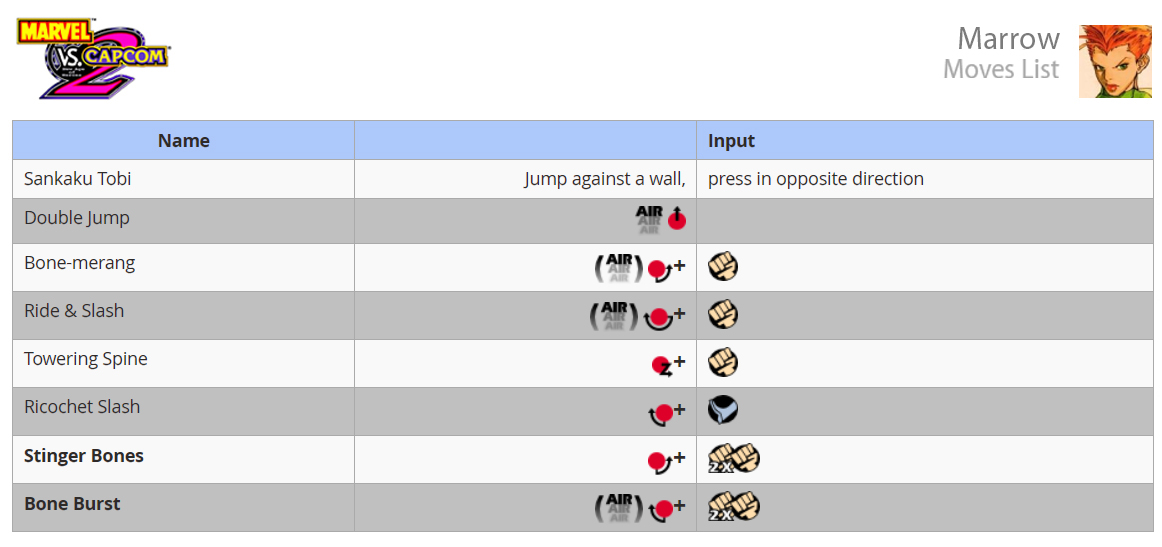 MARVEL
VS. CAPCOM
2
Marrow
Moves List
Name Input
Sankaku Tobi Jump against a wall, press in opposite direction
Double Jump AIR
Bone-merang (AIR) +
Ride & Slash (AIR) +
Towering Spine Z +
Ricochet Slash +
Stinger Bones + 2X
Bone Burst (AIR) + 2X